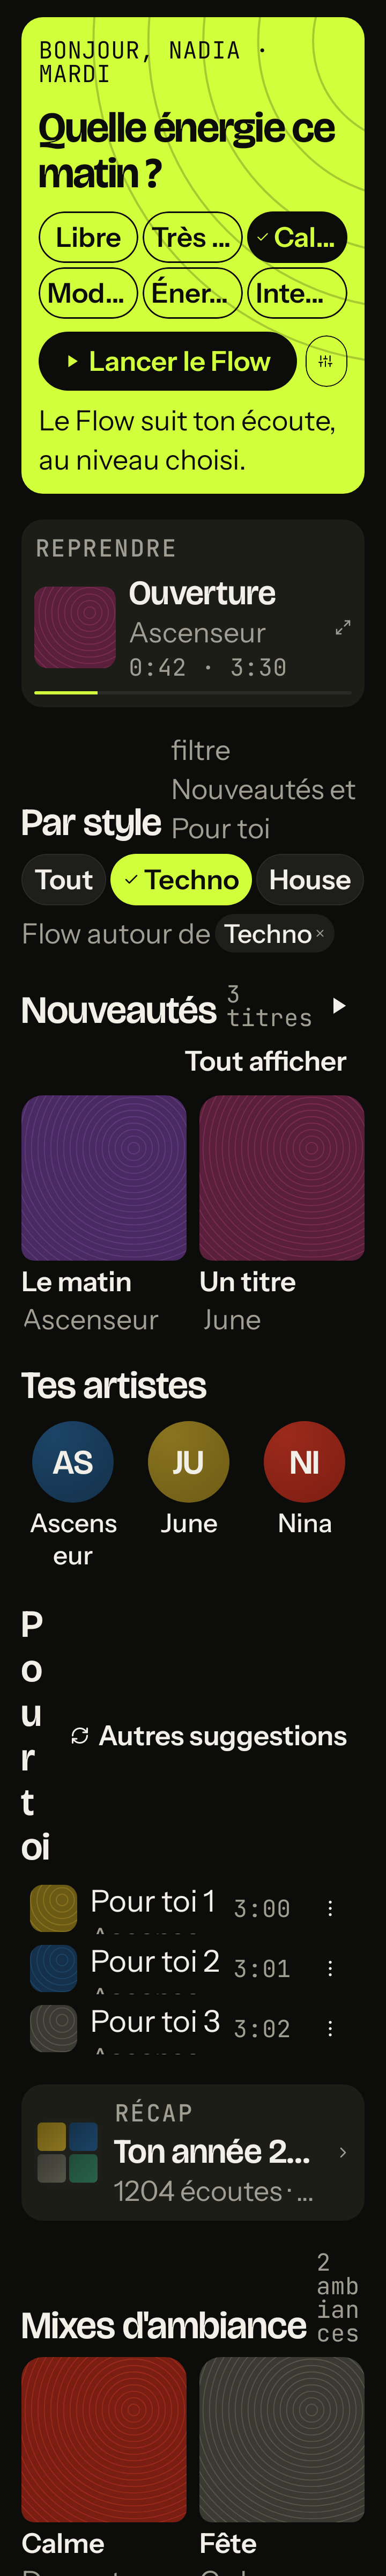 BONJOUR, NADIA ·
MARDI
Quelle énergie ce
matin ?
Libre
Très ...
Cal...
Mod...
Éner...
Inte...
Lancer le Flow
Le Flow suit ton écoute,
au niveau choisi.
REPRENDRE
Ouverture
Ascenseur
0:42 · 3:30
Par style
filtre
Nouveautés et
Pour toi
Tout
Techno
House
Flow autour de Techno ×
Nouveautés
3
titres
Tout afficher
Le matin
Ascenseur
Un titre
June
Tes artistes
AS
JU
NI
Ascens
eur
June
Nina
P
o
u
r
t
oi
Autres suggestions
Pour toi 1
3:00
Pour toi 2
3:01
Pour toi 3
3:02
RÉCAP
Ton année 2...
1204 écoutes · ...
Mixes d'ambiance
2
amb
ian
ces
Calme
Fête